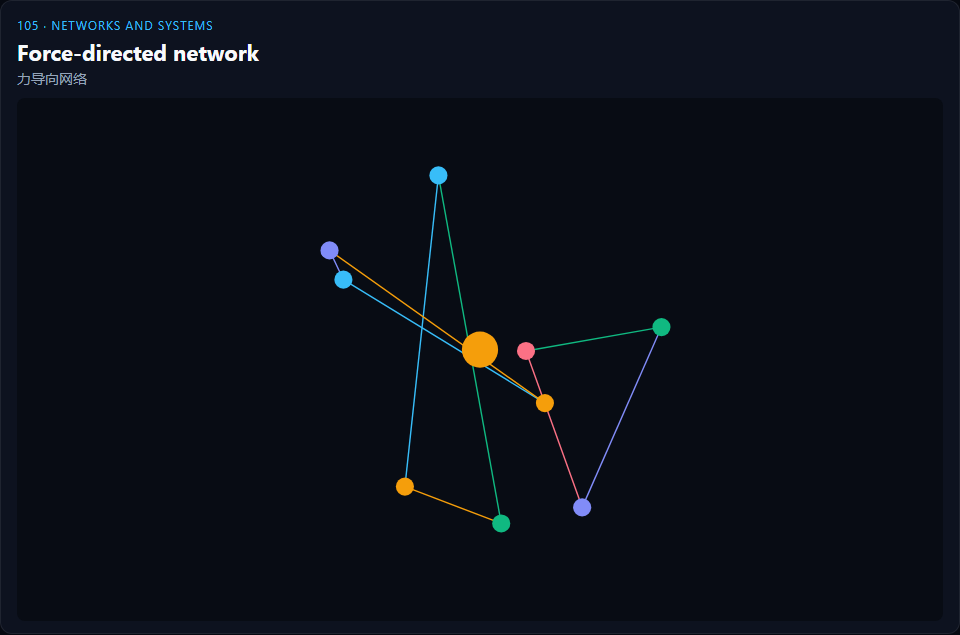 105 · NETWORKS AND SYSTEMS
Force-directed network
力导向网络